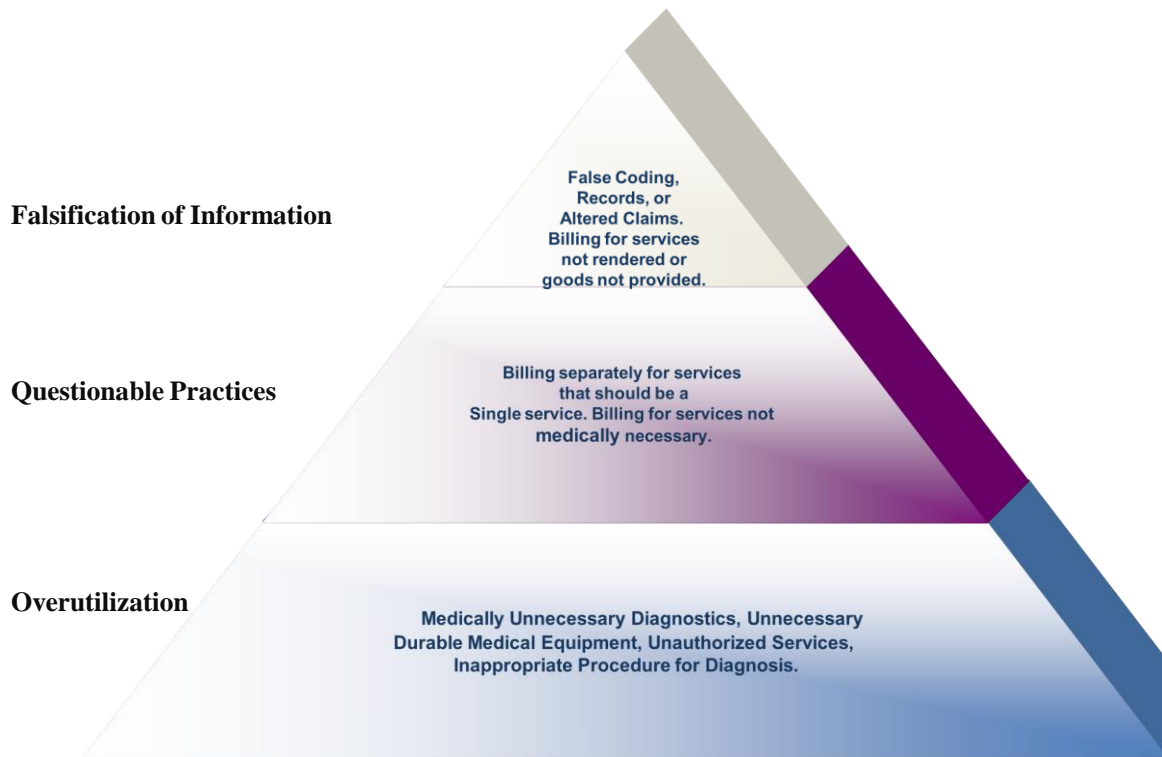 Falsification of Information
False Coding,
Records, or
Altered Claims.
Billing for services
not rendered or
goods not provided.
Questionable Practices
Billing separately for services
that should be a
Single service. Billing for services not
medically necessary.
Overutilization
Medically Unnecessary Diagnostics, Unnecessary
Durable Medical Equipment, Unauthorized Services,
Inappropriate Procedure for Diagnosis.